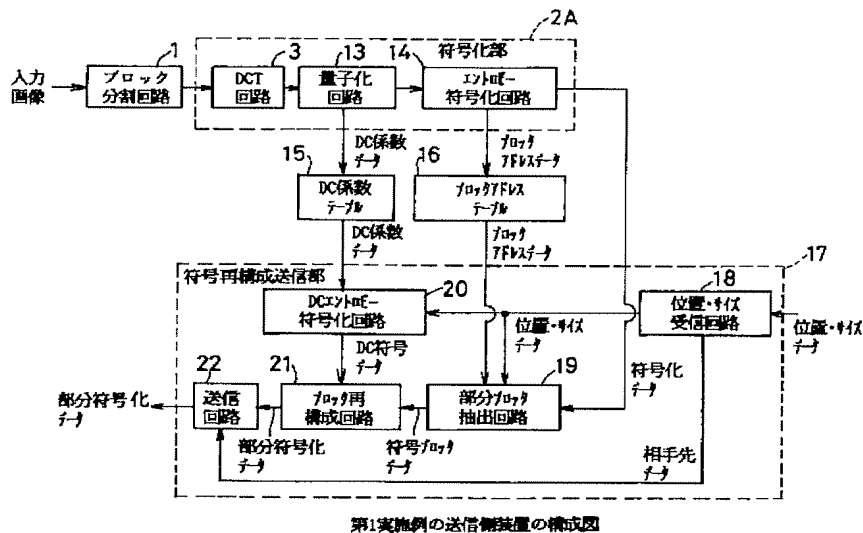 2A
符号化部
1
3
13
14
入力
画像
ブロック
分割回路
DCT
回路
量子化
回路
エントロピー
符号化回路
DC係数
データ
ブロック
アドレスデータ
15
16
DC係数
テーブル
ブロックアドレス
テーブル
DC係数
データ
ブロック
アドレスデータ
17
符号再構成送信部
20
18
DCエントロピー
符号化回路
位置・サイズ
受信回路
位置・サイズ
データ
位置・サイズ
データ
DC符号
データ
符号化
データ
22
21
19
送信
回路
ブロック再
構成回路
部分ブロック
抽出回路
部分符号化
データ
部分符号化
データ
符号ブロック
データ
相手先
データ
第1実施例の送信側装置の構成図